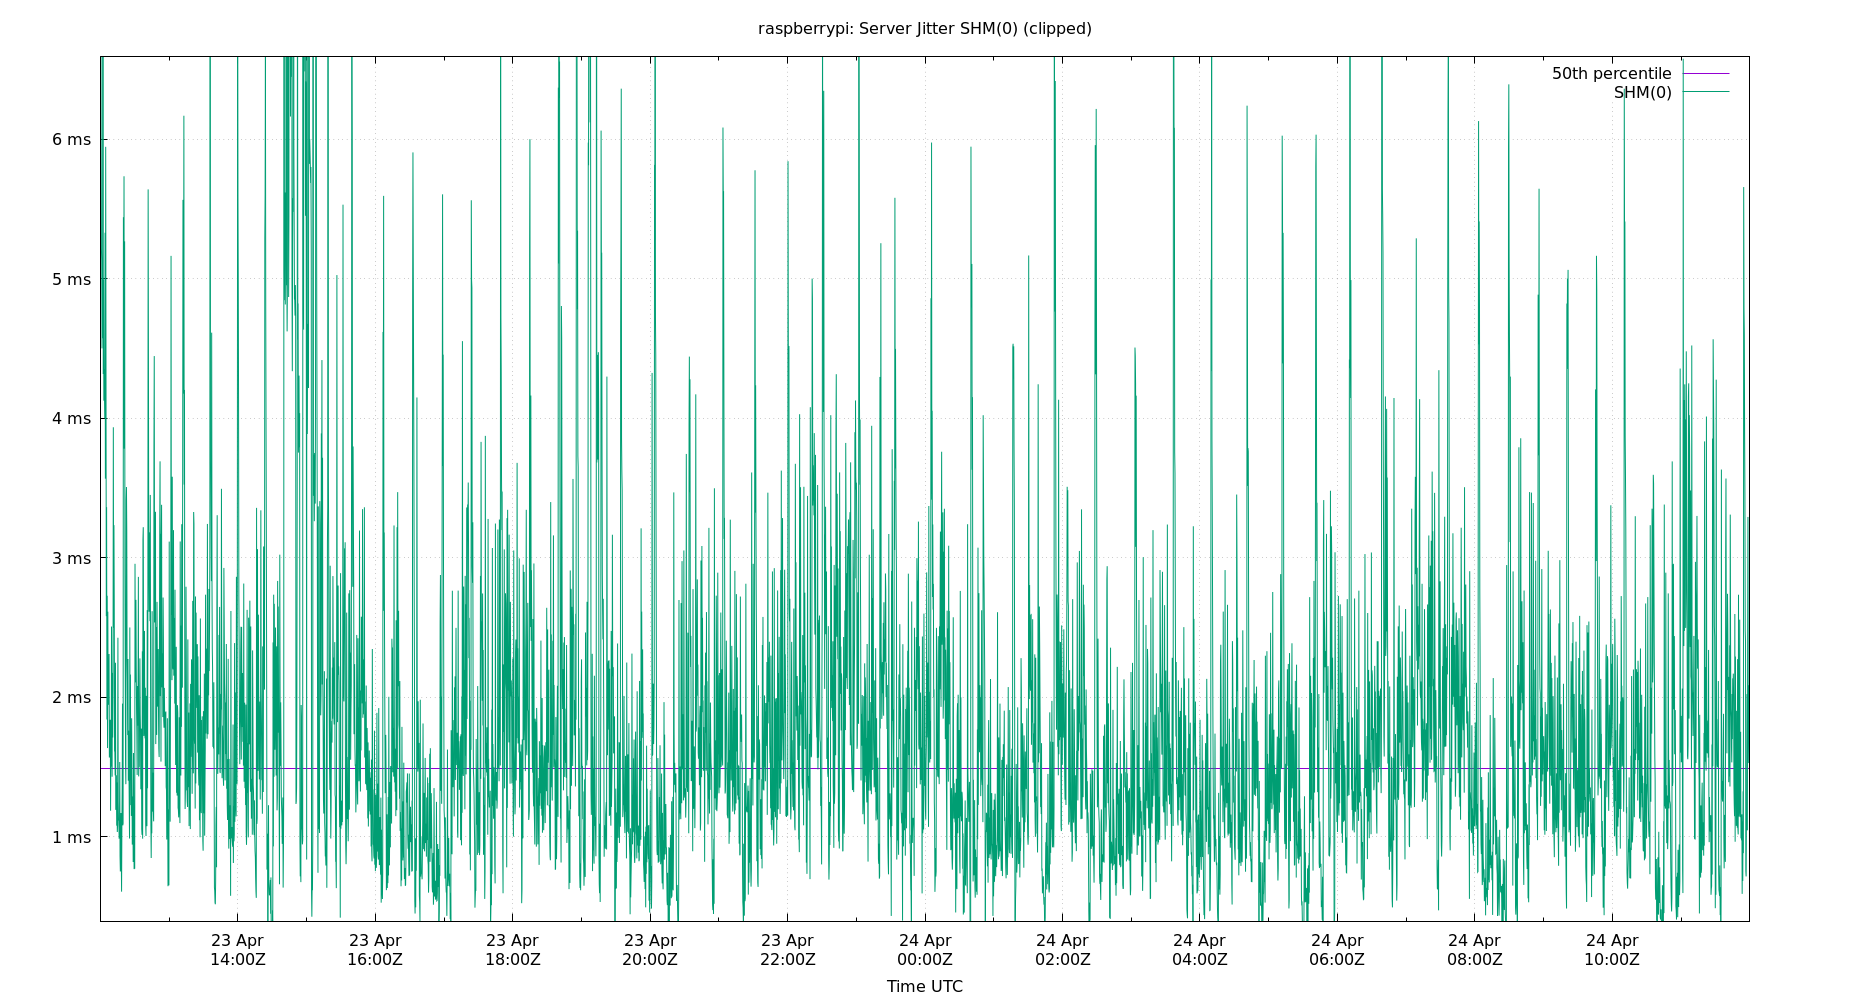 raspberrypi: Server Jitter SHM(0) (clipped)
50th percentile
SHM(0)
6 ms
5 ms
4 ms
3 ms
2 ms
1 ms
23 Apr 23 Apr 23 Apr 23 Apr 23 Apr 24 Apr 24 Apr 24 Apr 24 Apr 24 Apr 24 Apr
14:00Z 16:00Z 18:00Z 20:00Z 22:00Z 00:00Z 02:00Z 04:00Z 06:00Z 08:00Z 10:00Z
Time UTC